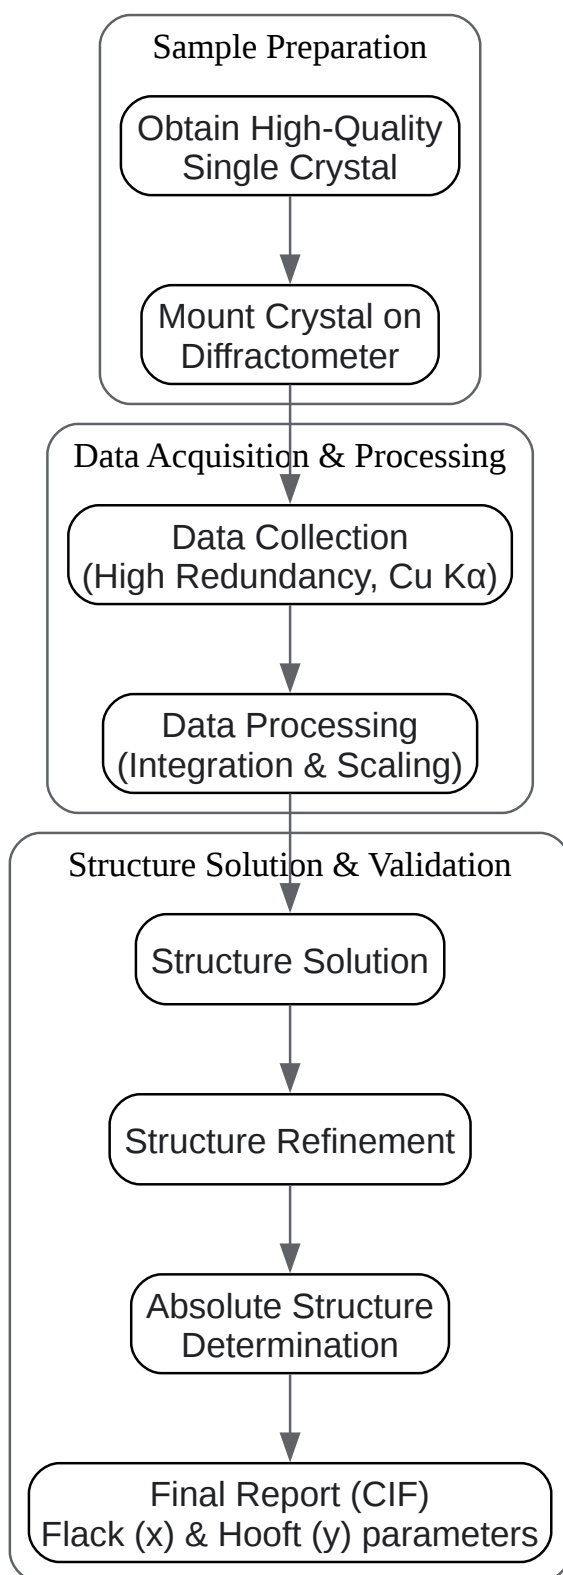 Sample Preparation
Obtain High-Quality
Single Crystal
Mount Crystal on
Diffractometer
Data Acquisition & Processing
Data Collection
(High Redundancy, Cu Kα)
Data Processing
(Integration & Scaling)
Structure Solution & Validation
Structure Solution
Structure Refinement
Absolute Structure
Determination
Final Report (CIF)
Flack (x) & Hooft (y) parameters